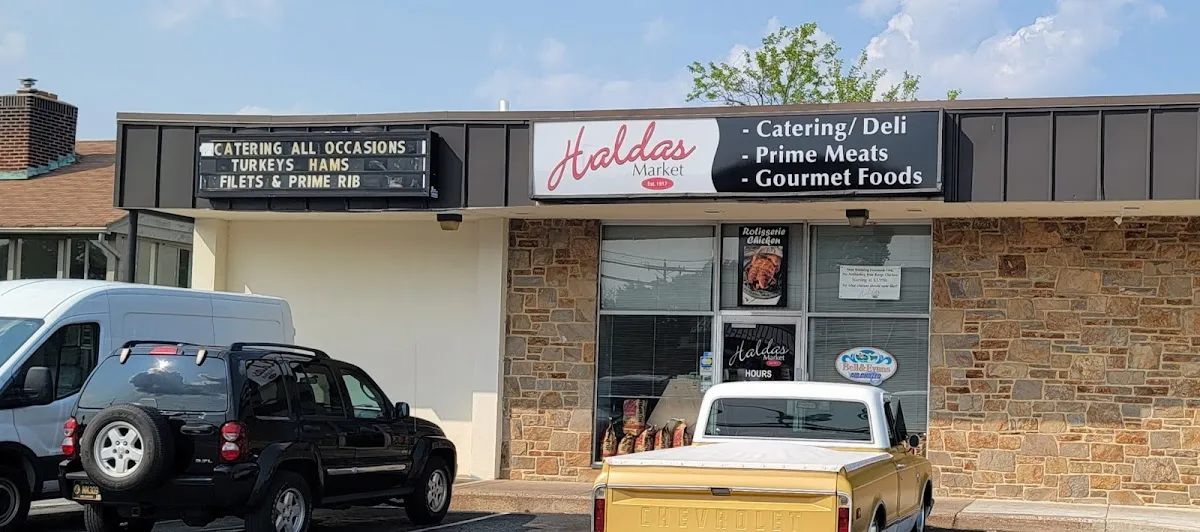 CATERING ALL OCCASIONS
TURKEYS HAMS
FILETS & PRIME RIB
Haldas
Market
Est. 1917
- Catering/ Deli
- Prime Meats
- Gourmet Foods
Rotisserie
Chicken
Haldas
Market
HOURS
Bell & Evans
CHEVROLET